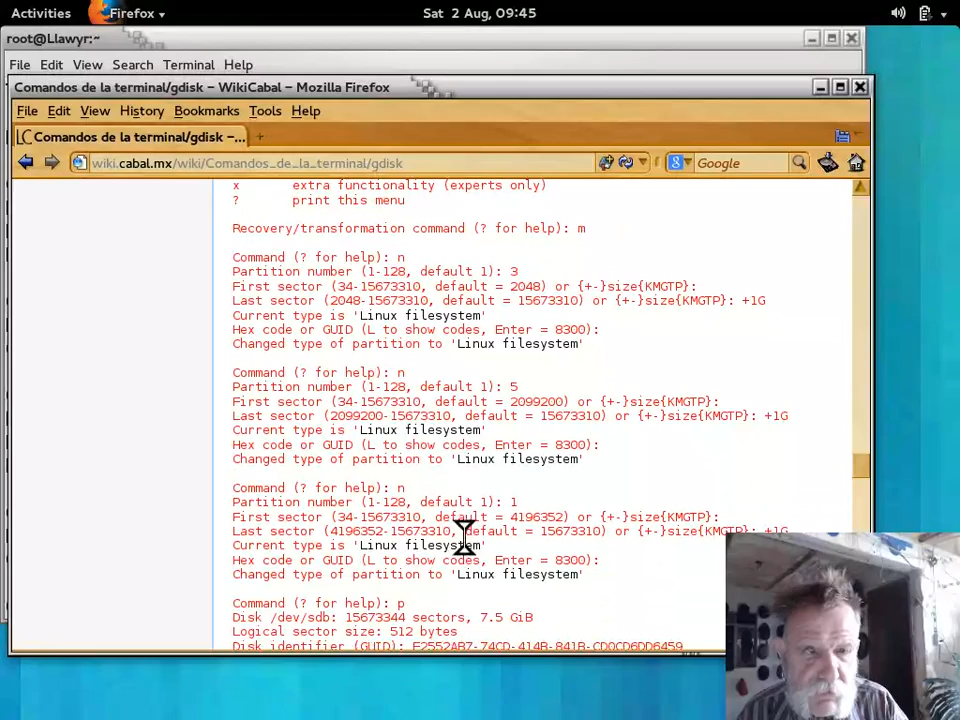 Activities Firefox Sat 2 Aug, 09:45
root@Llawyr:~
File Edit View Search Terminal Help
Comandos de la terminal/gdisk – WikiCabal – Mozilla Firefox
File Edit View History Bookmarks Tools Help
LC Comandos de la terminal/gdisk –... +
wiki.cabal.mx/wiki/Comandos_de_la_terminal/gdisk Google
x extra functionality (experts only)
? print this menu
Recovery/transformation command (? for help): m
Command (? for help): n
Partition number (1-128, default 1): 3
First sector (34-15673310, default = 2048) or {+-}size{KMGTP}:
Last sector (2048-15673310, default = 15673310) or {+-}size{KMGTP}: +1G
Current type is 'Linux filesystem'
Hex code or GUID (L to show codes, Enter = 8300):
Changed type of partition to 'Linux filesystem'
Command (? for help): n
Partition number (1-128, default 1): 5
First sector (34-15673310, default = 2099200) or {+-}size{KMGTP}:
Last sector (2099200-15673310, default = 15673310) or {+-}size{KMGTP}: +1G
Current type is 'Linux filesystem'
Hex code or GUID (L to show codes, Enter = 8300):
Changed type of partition to 'Linux filesystem'
Command (? for help): n
Partition number (1-128, default 1): 1
First sector (34-15673310, default = 4196352) or {+-}size{KMGTP}:
Last sector (4196352-15673310, default = 15673310) or {+-}size{KMGTP}: +1G
Current type is 'Linux filesystem'
Hex code or GUID (L to show codes, Enter = 8300):
Changed type of partition to 'Linux filesystem'
Command (? for help): p
Disk /dev/sdb: 15673344 sectors, 7.5 GiB
Logical sector size: 512 bytes
Disk identifier (GUID): E2552AB7-74CD-414B-841B-CD0CD6DD6459